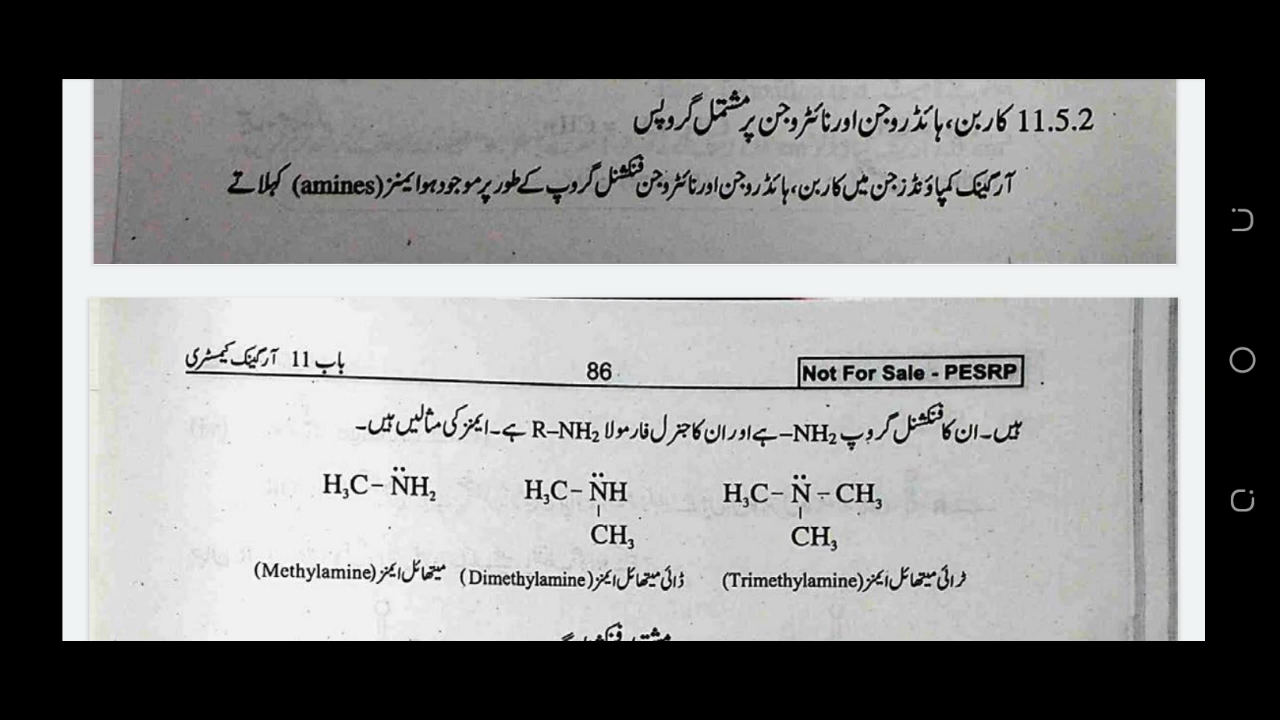 11.5.2 کاربن، ہائڈروجن اور نائٹروجن پر مشتمل گروپس
آرگینک کمپاؤنڈز جن میں کاربن، ہائڈروجن اور نائٹروجن فنکشنل گروپ کے طور پر موجود ہو ایمنز (amines) کہلاتے
باب 11 آرگینک کیمسٹری 86 Not For Sale - PESRP
ہیں۔ ان کا فنکشنل گروپ –NH₂ ہے اور ان کا جنرل فارمولا R–NH₂ ہے۔ ایمنز کی مثالیں ہیں۔
H₃C– N̈H₂ H₃C– N̈H H₃C– N̈ – CH₃
CH₃ CH₃
میتھائل ایمنز (Methylamine) ڈائی میتھائل ایمنز (Dimethylamine) ٹرائی میتھائل ایمنز (Trimethylamine)